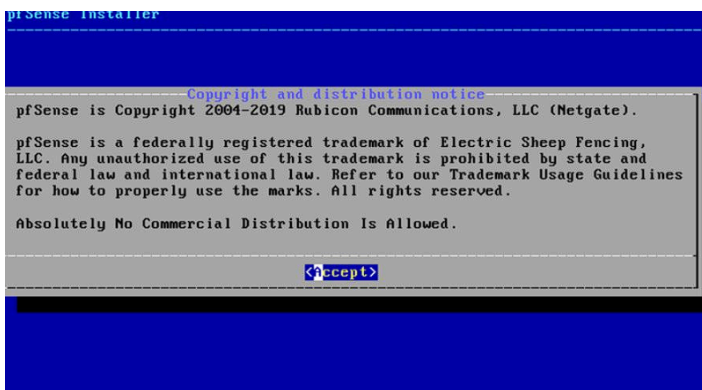 pfSense Installer
Copyright and distribution notice
pfSense is Copyright 2004-2019 Rubicon Communications, LLC (Netgate).
pfSense is a federally registered trademark of Electric Sheep Fencing,
LLC. Any unauthorized use of this trademark is prohibited by state and
federal law and international law. Refer to our Trademark Usage Guidelines
for how to properly use the marks. All rights reserved.
Absolutely No Commercial Distribution Is Allowed.
<Accept>